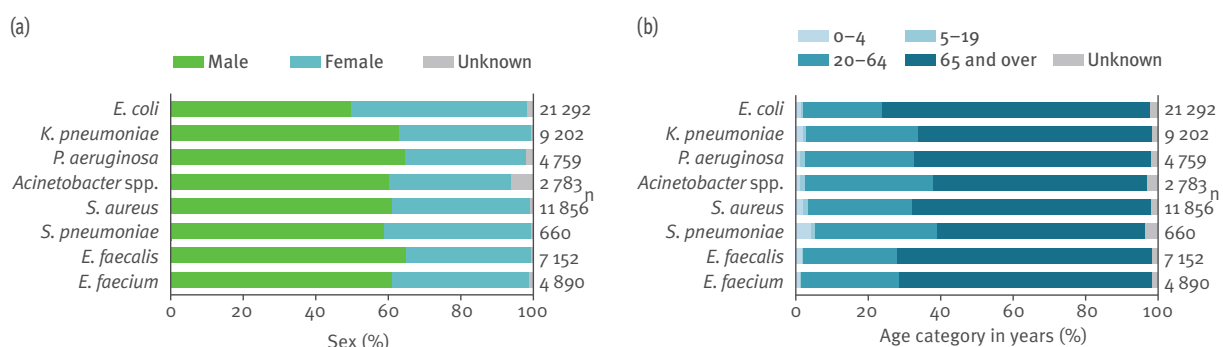 (a)
Male Female Unknown
E. coli 21 292
K. pneumoniae 9 202
P. aeruginosa 4 759
Acinetobacter spp. 2 783
n
S. aureus 11 856
S. pneumoniae 660
E. faecalis 7 152
E. faecium 4 890
0 20 40 60 80 100
Sex (%)
(b)
0–4 5–19
20–64 65 and over Unknown
E. coli 21 292
K. pneumoniae 9 202
P. aeruginosa 4 759
Acinetobacter spp. 2 783
n
S. aureus 11 856
S. pneumoniae 660
E. faecalis 7 152
E. faecium 4 890
0 20 40 60 80 100
Age category in years (%)